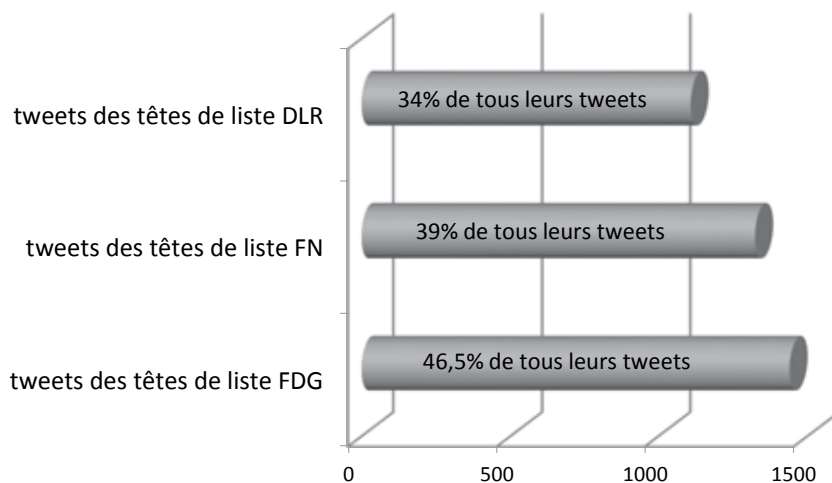 tweets des têtes de liste DLR
34% de tous leurs tweets
tweets des têtes de liste FN
39% de tous leurs tweets
tweets des têtes de liste FDG
46,5% de tous leurs tweets
0 500 1000 1500